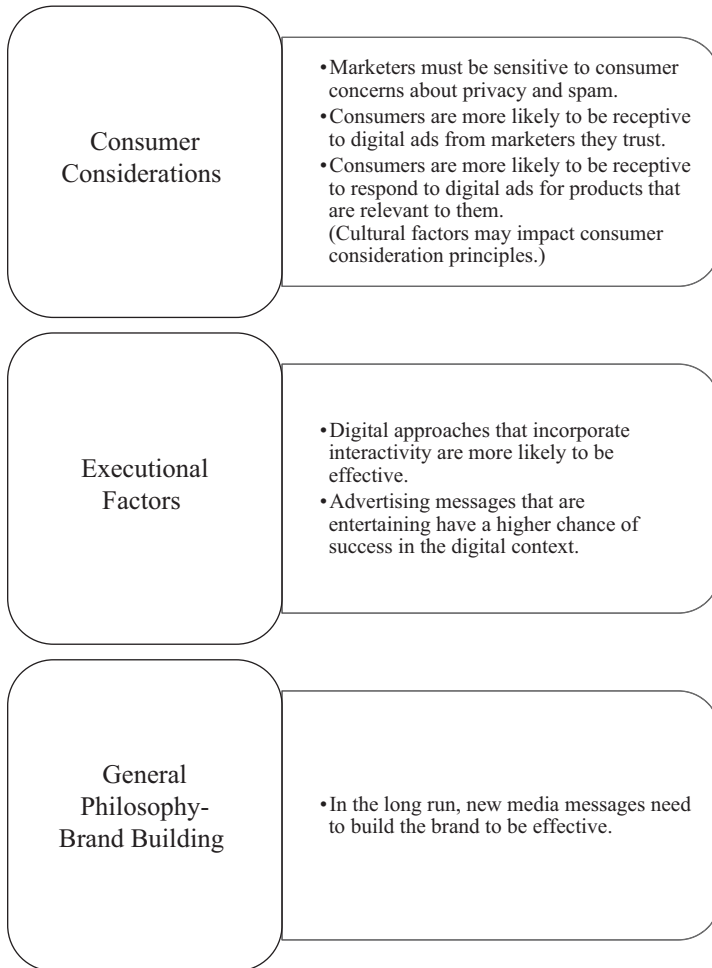 Consumer
Considerations
•Marketers must be sensitive to consumer
concerns about privacy and spam.
•Consumers are more likely to be receptive
to digital ads from marketers they trust.
•Consumers are more likely to be receptive
to respond to digital ads for products that
are relevant to them.
(Cultural factors may impact consumer
consideration principles.)
Executional
Factors
•Digital approaches that incorporate
interactivity are more likely to be
effective.
•Advertising messages that are
entertaining have a higher chance of
success in the digital context.
General
Philosophy-
Brand Building
•In the long run, new media messages need
to build the brand to be effective.